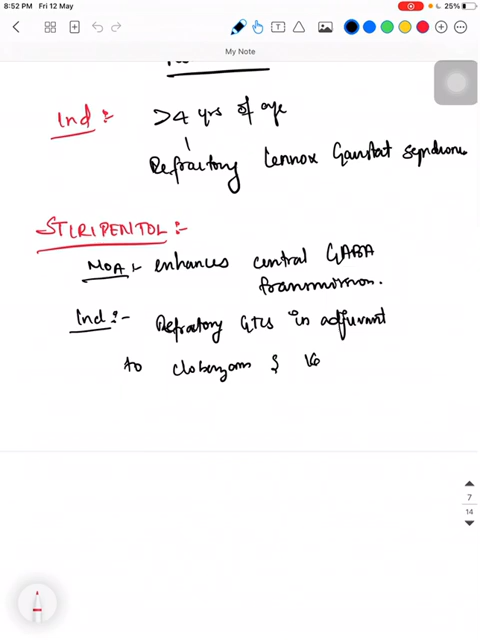 8:52 PM Fri 12 May
25%
My Note
Ind :- >4 yrs of age
Refractory Lennox Gaustat syndrome
STIRIPENTOL :-
MOA :- enhances central GABA
transmission.
Ind :- Refractory GTCS in adjuvant
to clobazam &
7
14